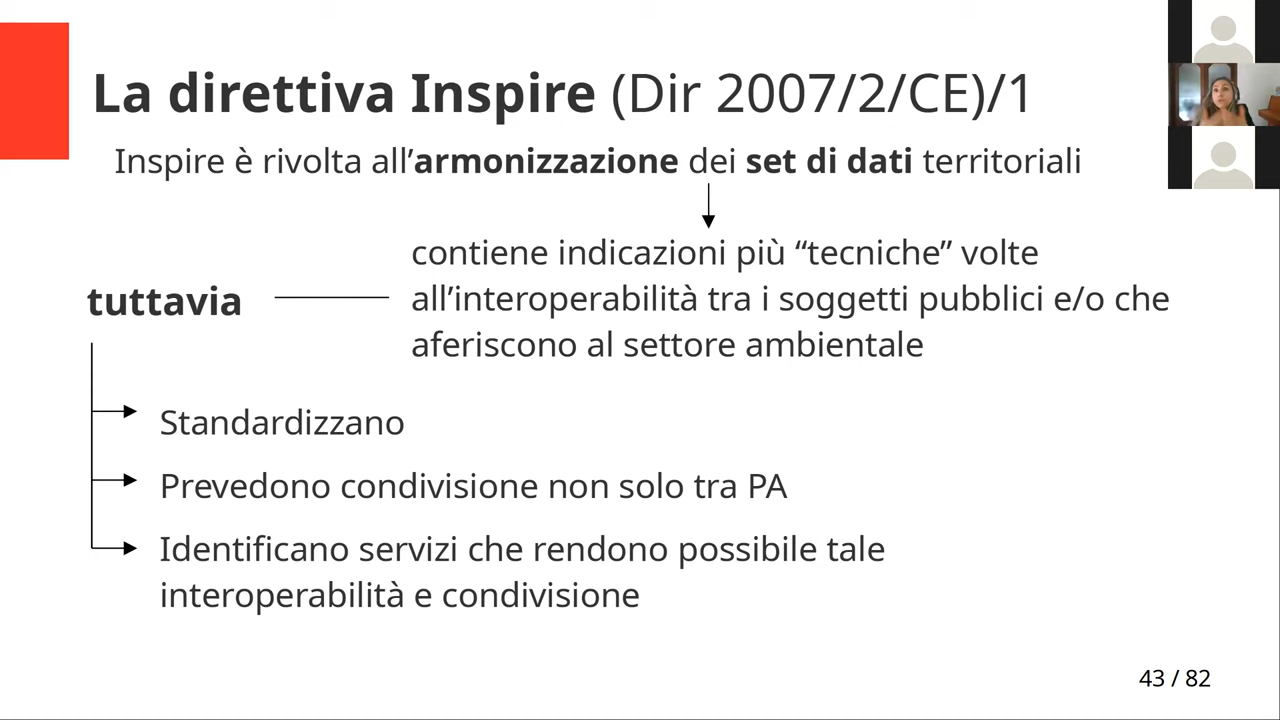 La direttiva Inspire (Dir 2007/2/CE)/1
Inspire è rivolta all’armonizzazione dei set di dati territoriali
contiene indicazioni più “tecniche” volte
all’interoperabilità tra i soggetti pubblici e/o che
aferiscono al settore ambientale
tuttavia
Standardizzano
Prevedono condivisione non solo tra PA
Identificano servizi che rendono possibile tale
interoperabilità e condivisione
43 / 82